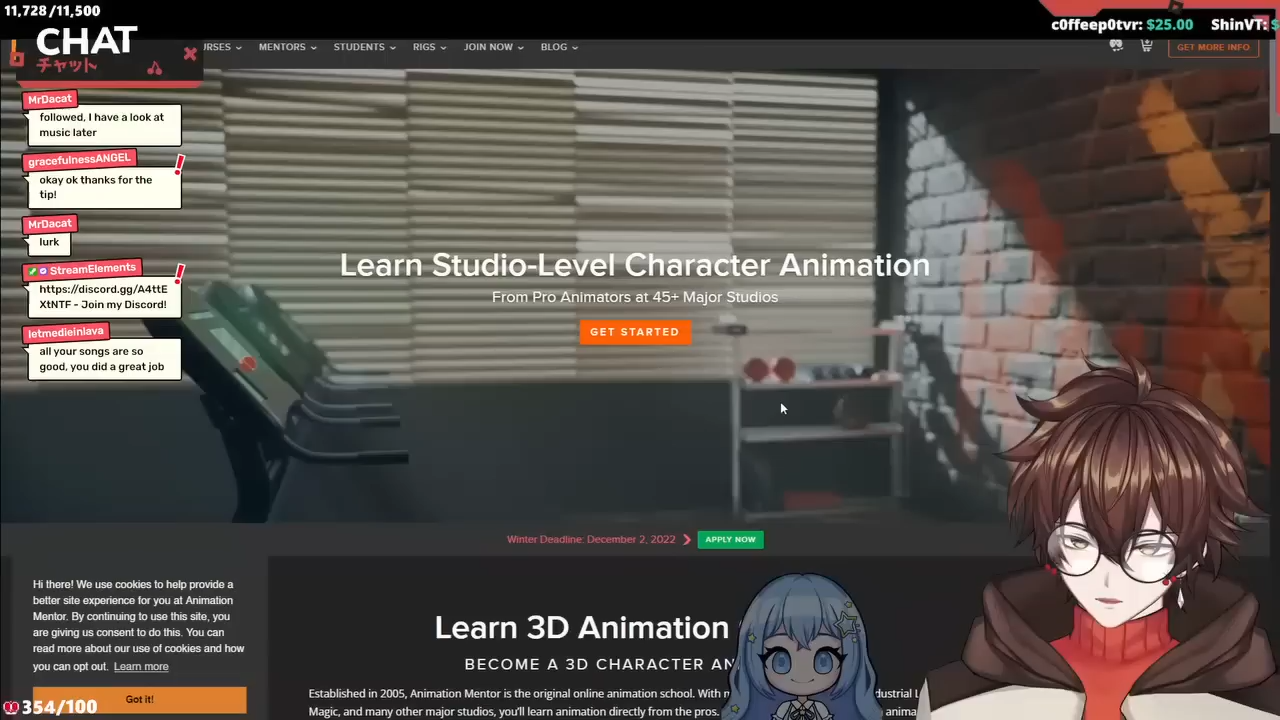 11,728/11,500
c0ffeep0tvr: $25.00 ShinVT: $
CHAT
チャット
URSES
MENTORS
STUDENTS
RIGS
JOIN NOW
BLOG
GET MORE INFO
MrDacat
followed, I have a look at
music later
gracefulnessANGEL
okay ok thanks for the
tip!
MrDacat
lurk
StreamElements
https://discord.gg/A4ttE
XtNTF - Join my Discord!
letmedieinlava
all your songs are so
good, you did a great job
Learn Studio-Level Character Animation
From Pro Animators at 45+ Major Studios
GET STARTED
Winter Deadline: December 2, 2022
APPLY NOW
Hi there! We use cookies to help provide a
better site experience for you at Animation
Mentor. By continuing to use this site, you
are giving us consent to do this. You can
read more about our use of cookies and how
you can opt out. Learn more
Got it!
354/100
Learn 3D Animation
BECOME A 3D CHARACTER AN
Established in 2005, Animation Mentor is the original online animation school. With m dustrial L
Magic, and many other major studios, you'll learn animation directly from the pros. anima